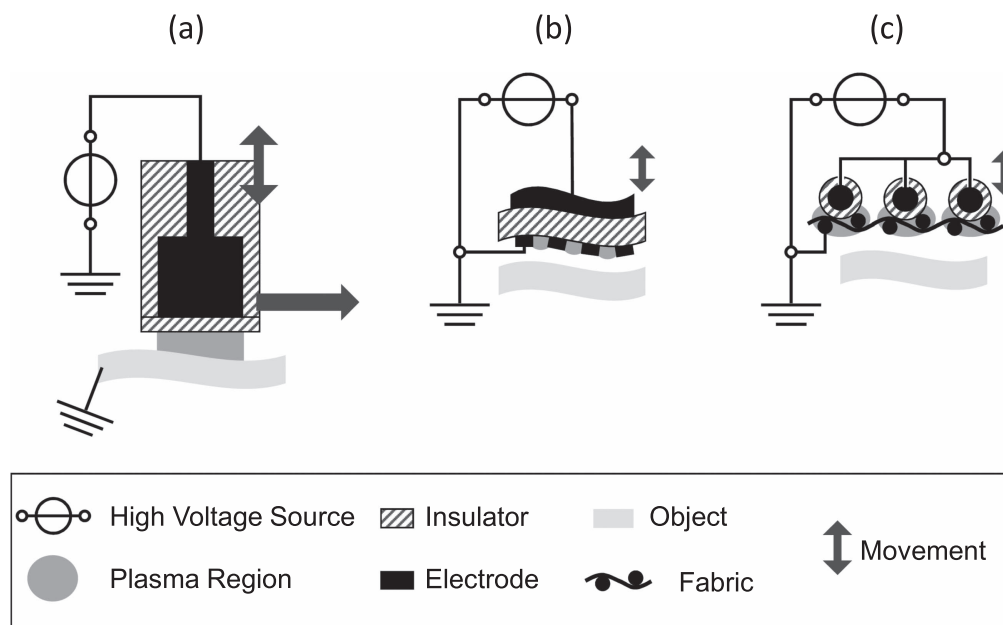 (a) (b) (c)
High Voltage Source Insulator Object Movement
Plasma Region Electrode Fabric